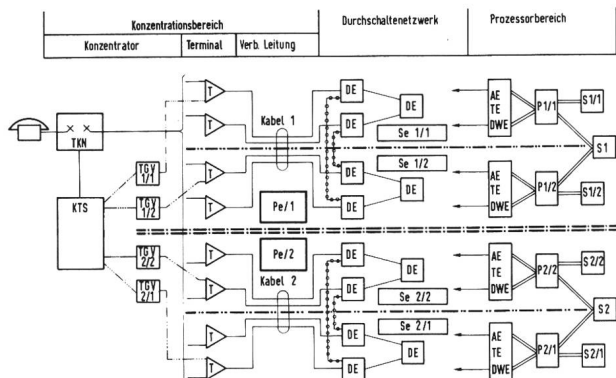 Konzentrationsbereich
Durchschaltenetzwerk
Prozessorbereich
Konzentrator
Terminal
Verb. Leitung
T
T
T
T
T
T
T
T
Kabel 1
Kabel 2
DE
DE
DE
DE
DE
DE
DE
DE
DE
DE
DE
DE
Se 1/1
Se 1/2
Se 2/2
Se 2/1
Pe/1
Pe/2
TKN
KTS
TGV
1/1
TGV
1/2
TGV
2/2
TGV
2/1
AE
TE
DWE
AE
TE
DWE
AE
TE
DWE
AE
TE
DWE
P1/1
P1/2
P2/2
P2/1
S1/1
S1
S1/2
S2/2
S2
S2/1